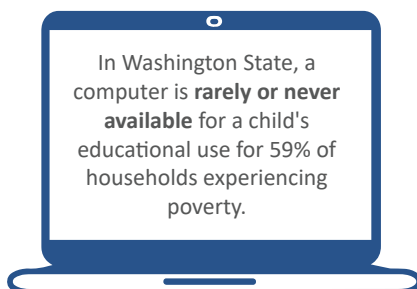 In Washington State, a
computer is rarely or never
available for a child's
educational use for 59% of
households experiencing
poverty.